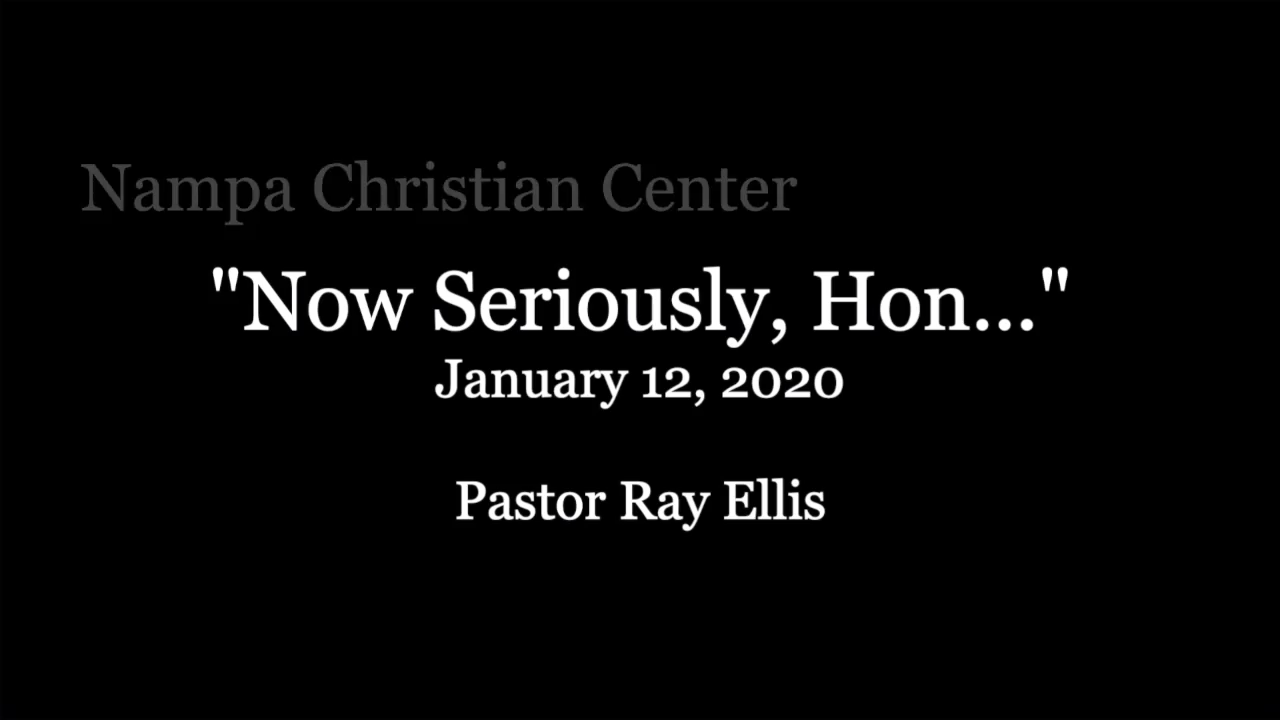 Nampa Christian Center
"Now Seriously, Hon..."
January 12, 2020
Pastor Ray Ellis